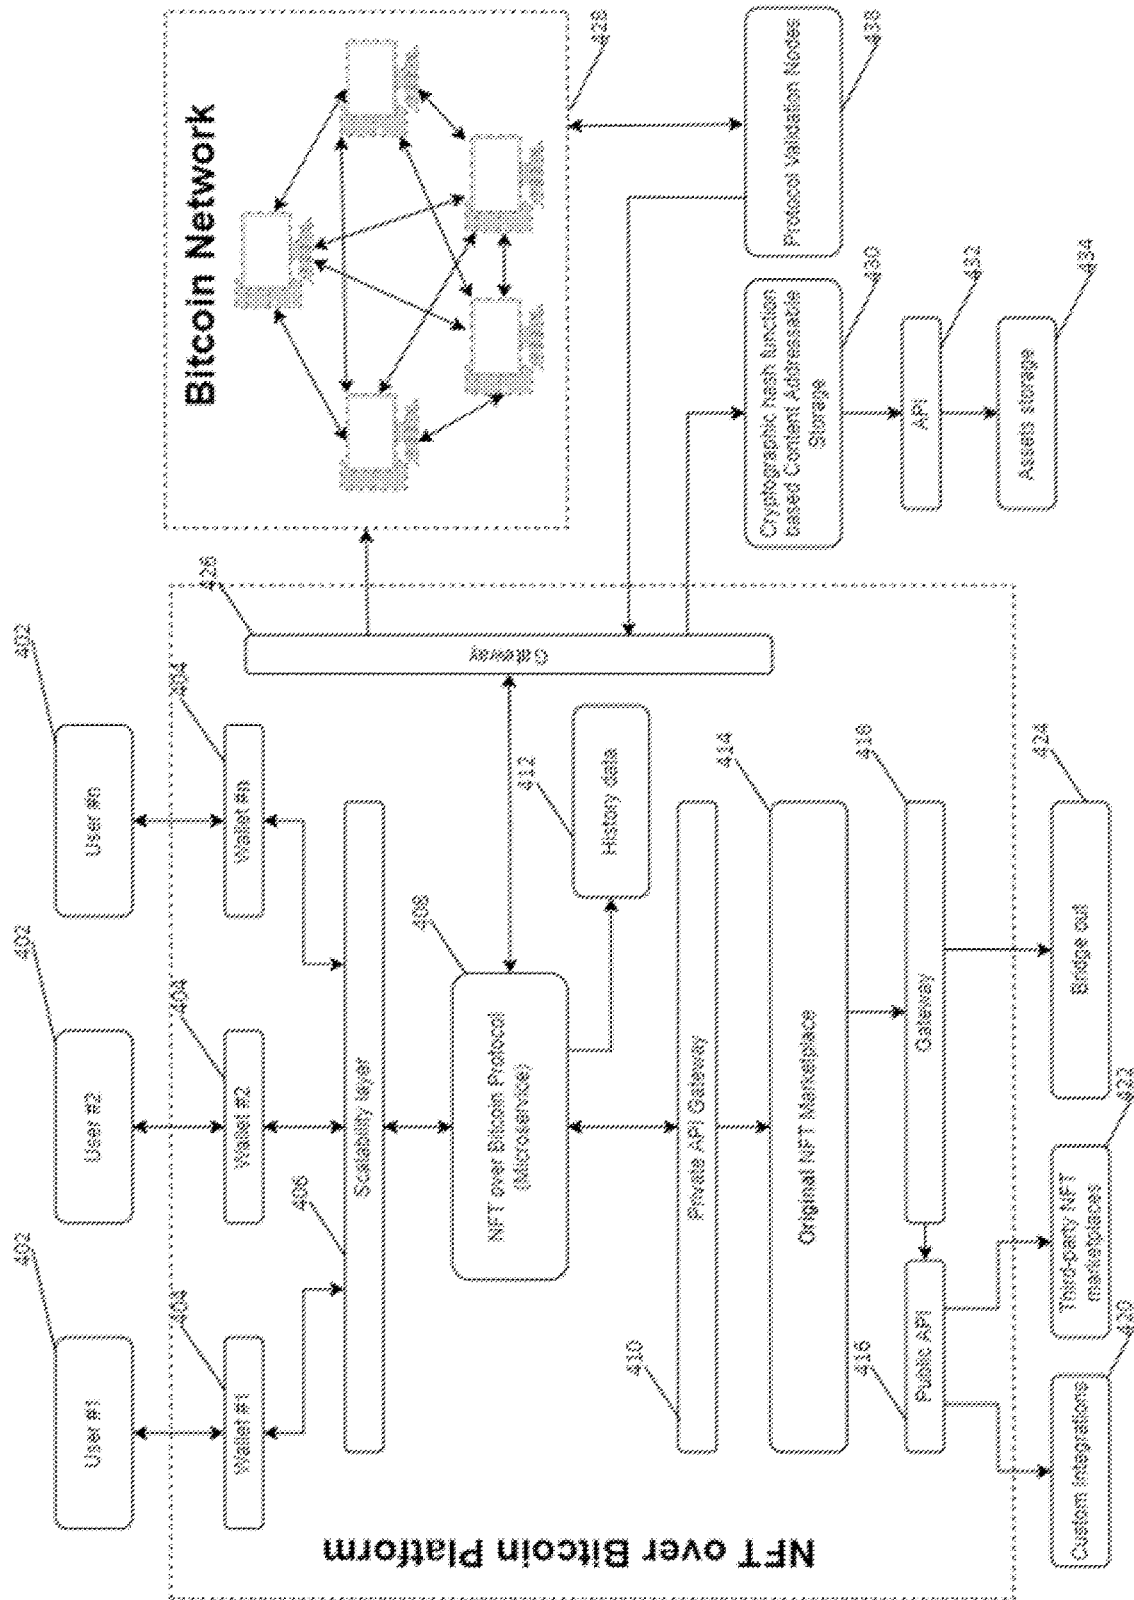 402
402
402
User #1
User #2
User #n
404
404
404
Wallet #1
Wallet #2
Wallet #n
406
Scalability layer
408
NFT over Bitcoin Protocol
(Microservice)
412
History data
426
Gateway
410
Private API Gateway
414
Original NFT Marketplace
416
Public API
418
Gateway
Custom integrations
420
Third-party NFT
marketplaces
422
Bridge out
424
NFT over Bitcoin Platform
Bitcoin Network
428
Cryptographic hash function
based Content Addressable
Storage
430
API
432
Assets storage
434
Protocol Validation Nodes
436